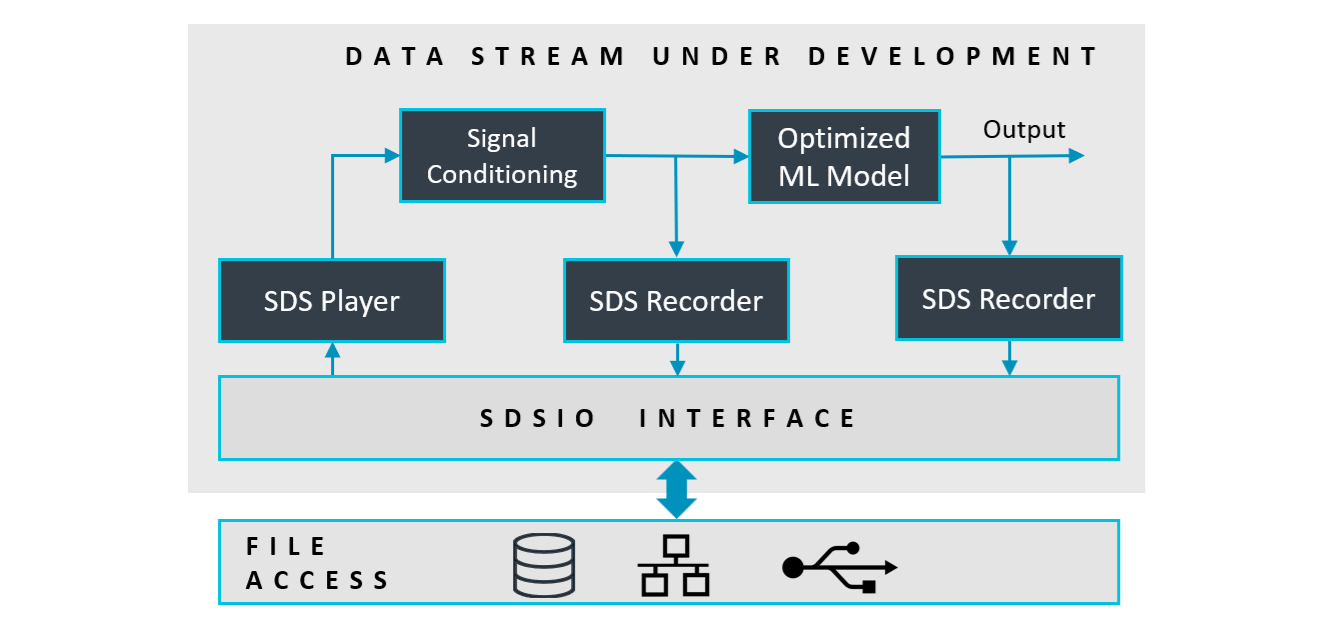 DATA STREAM UNDER DEVELOPMENT
Signal
Conditioning
Optimized
ML Model
Output
SDS Player
SDS Recorder
SDS Recorder
SDSIO INTERFACE
FILE
ACCESS